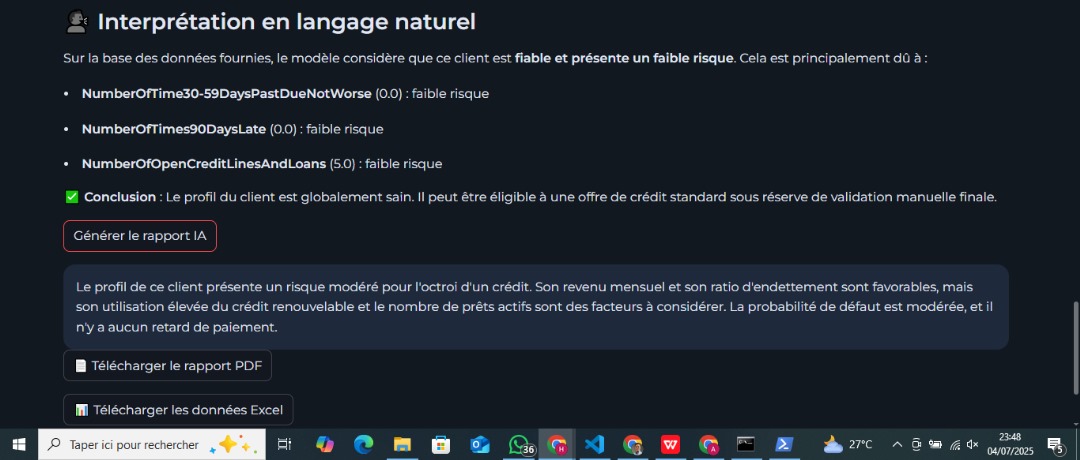 Interprétation en langage naturel
Sur la base des données fournies, le modèle considère que ce client est fiable et présente un faible risque. Cela est principalement dû à :
• NumberOfTime30-59DaysPastDueNotWorse (0.0) : faible risque
• NumberOfTimes90DaysLate (0.0) : faible risque
• NumberOfOpenCreditLinesAndLoans (5.0) : faible risque
✅ Conclusion : Le profil du client est globalement sain. Il peut être éligible à une offre de crédit standard sous réserve de validation manuelle finale.
Générer le rapport IA
Le profil de ce client présente un risque modéré pour l'octroi d'un crédit. Son revenu mensuel et son ratio d'endettement sont favorables, mais
son utilisation élevée du crédit renouvelable et le nombre de prêts actifs sont des facteurs à considérer. La probabilité de défaut est modérée, et il
n'y a aucun retard de paiement.
Télécharger le rapport PDF
Télécharger les données Excel
Taper ici pour rechercher
36
H
W
A
27°C
23:48
04/07/2025
5